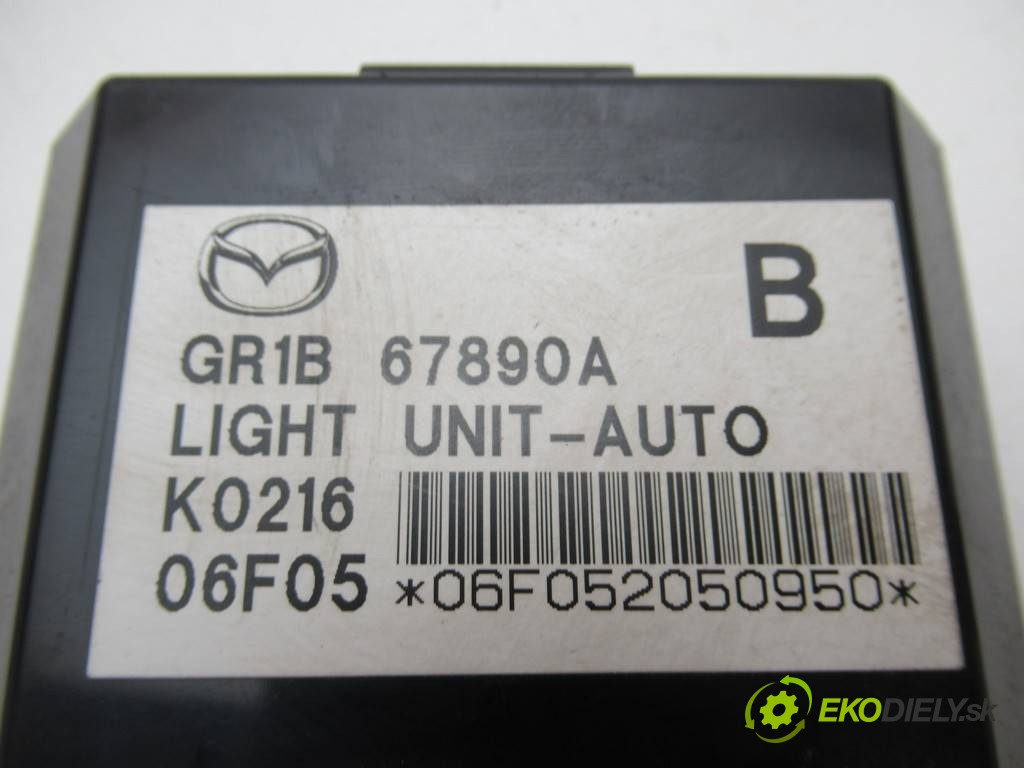 B
GR1B 67890A
LIGHT UNIT-AUTO
K0216
06F05 *06F052050950*
EKODIELY.sk